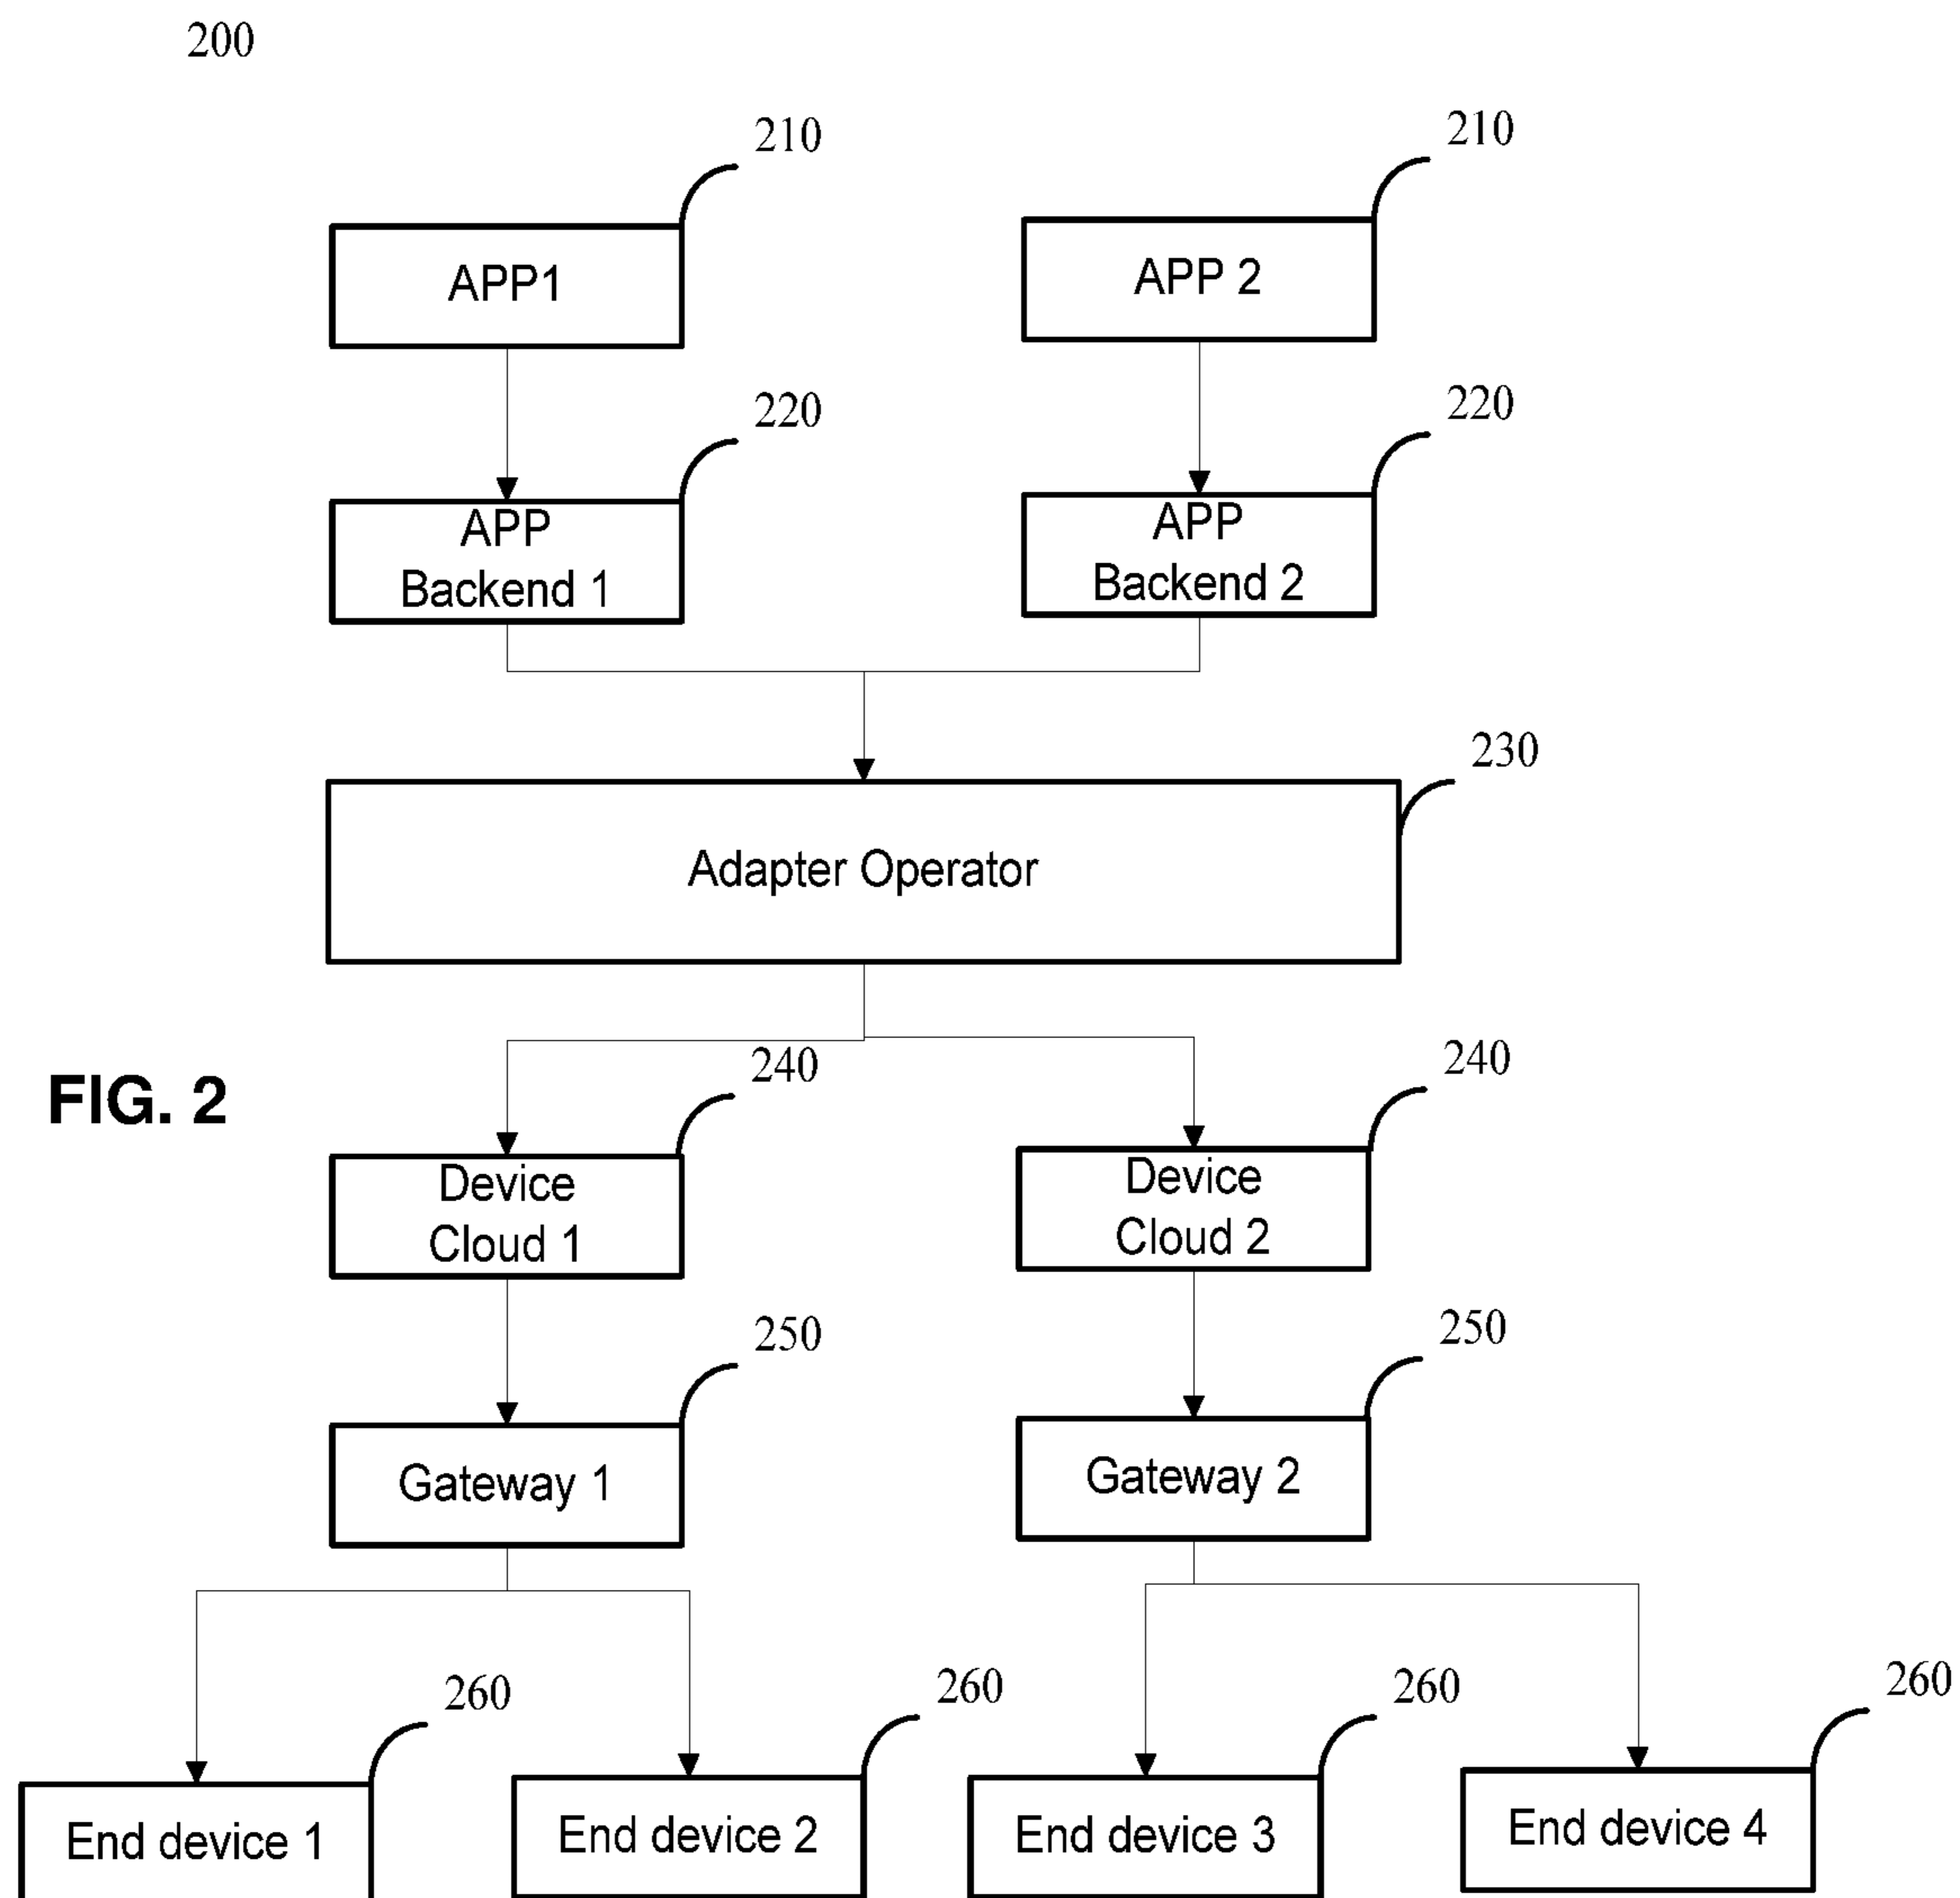 200
210
210
APP1
APP 2
220
220
APP
Backend 1
APP
Backend 2
230
Adapter Operator
FIG. 2
240
240
Device
Cloud 1
Device
Cloud 2
250
250
Gateway 1
Gateway 2
260
260
260
260
End device 1
End device 2
End device 3
End device 4